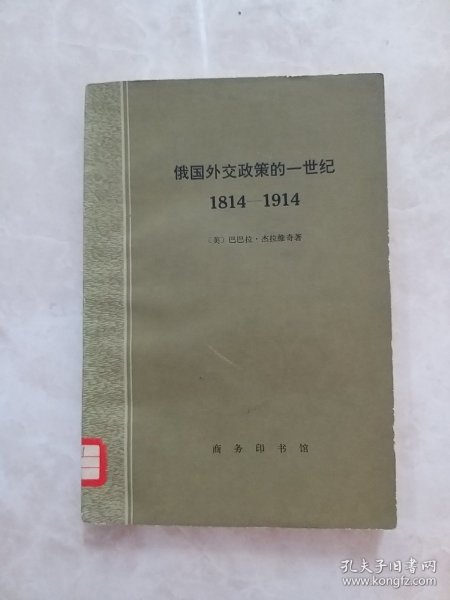 俄国外交政策的一世纪
1814—1914
〔英〕巴巴拉·杰拉维奇著
商务印书馆
孔夫子旧书网
www.kongfz.com